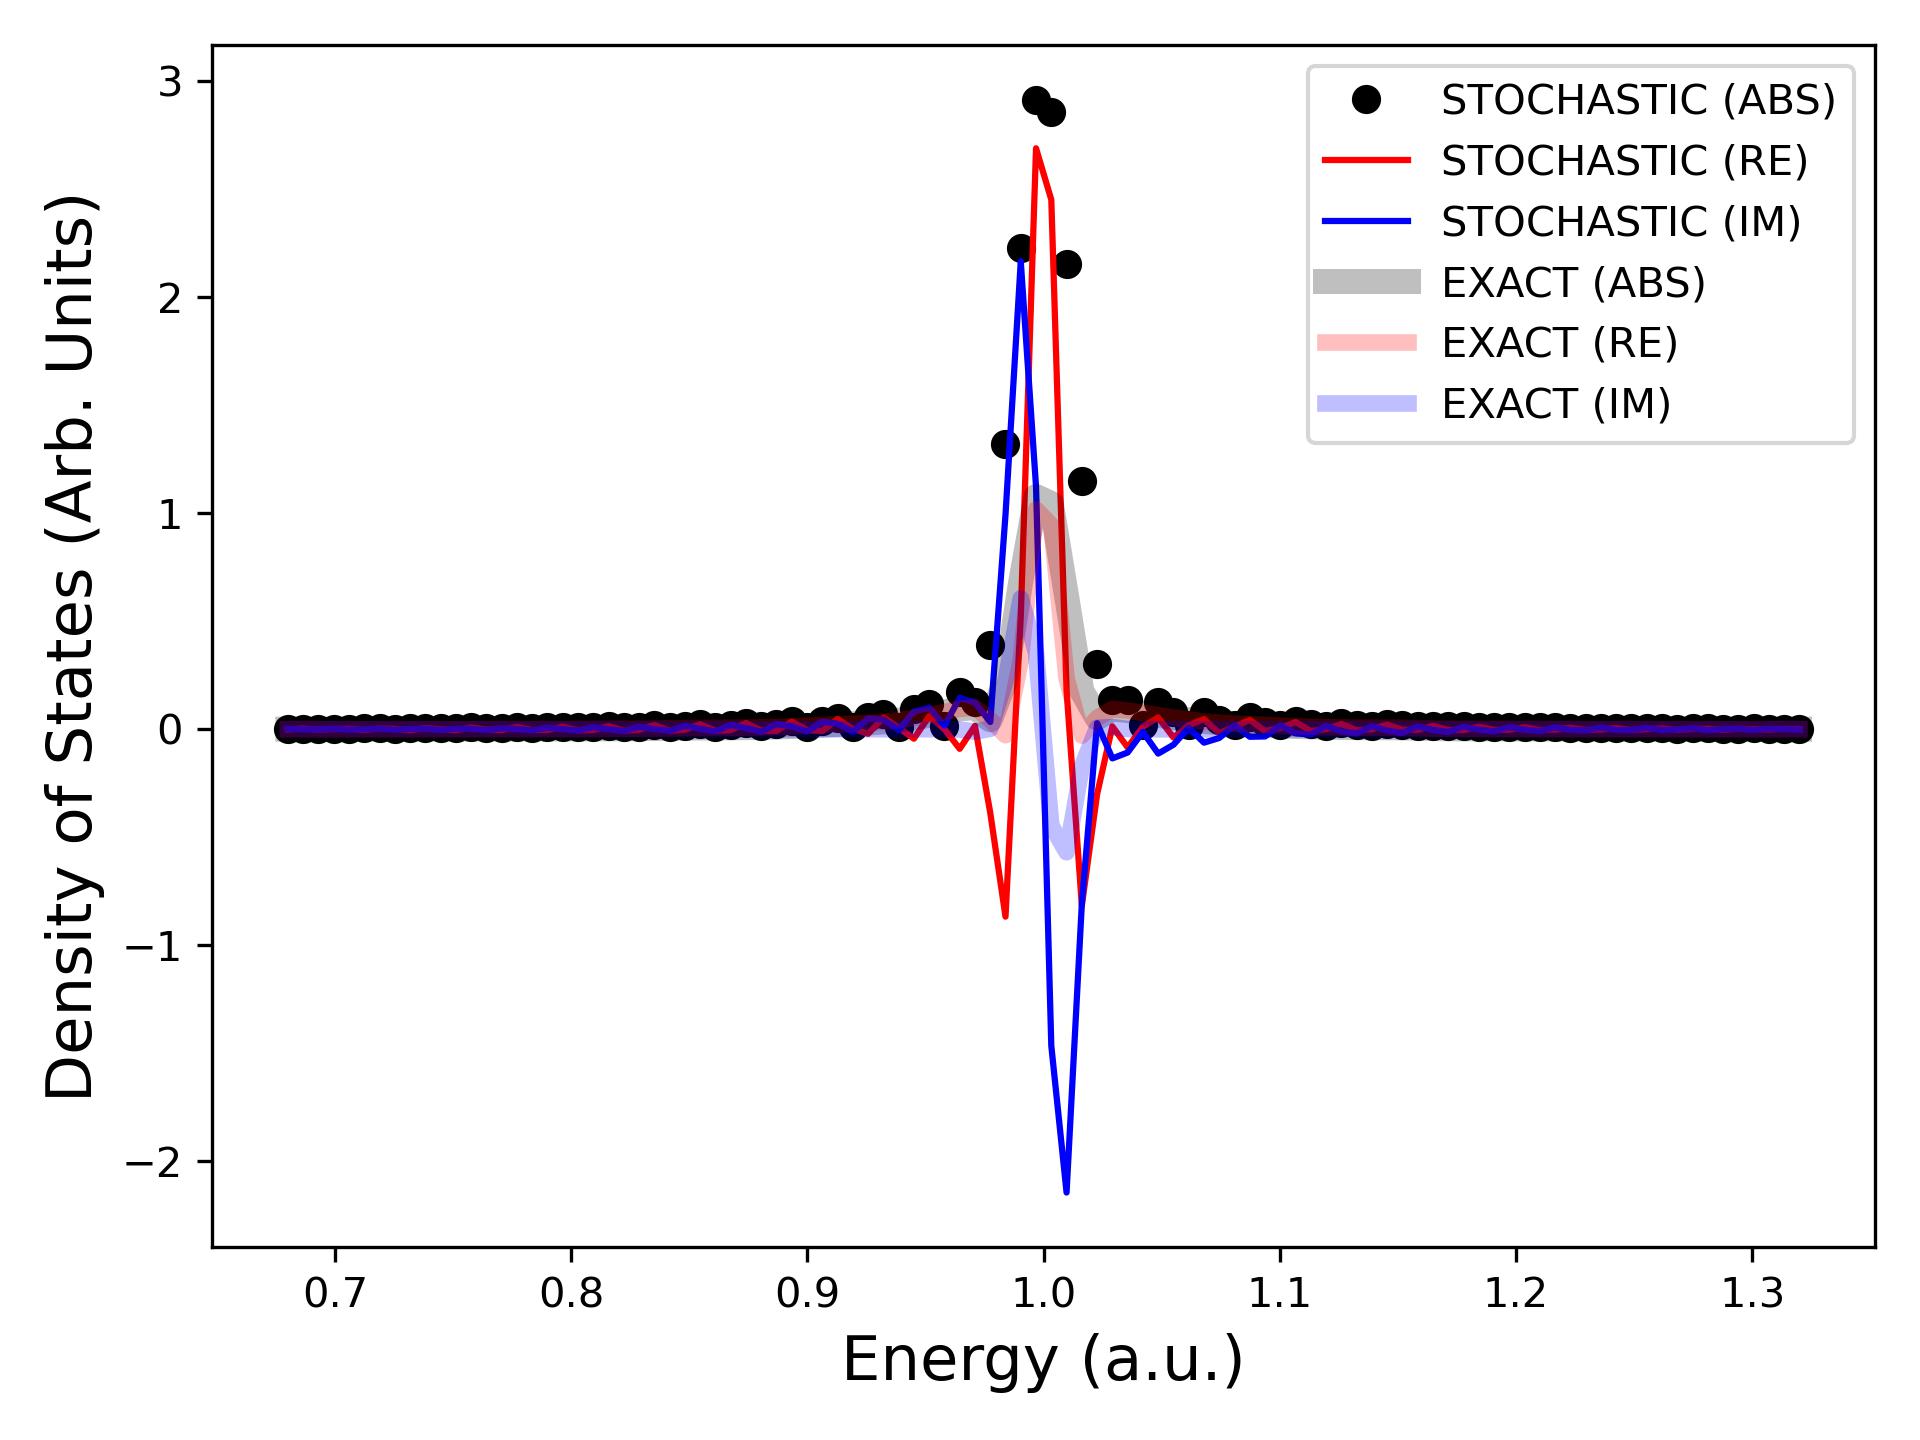 3
2
1
0
−1
−2
Density of States (Arb. Units)
STOCHASTIC (ABS)
STOCHASTIC (RE)
STOCHASTIC (IM)
EXACT (ABS)
EXACT (RE)
EXACT (IM)
0.7 0.8 0.9 1.0 1.1 1.2 1.3
Energy (a.u.)